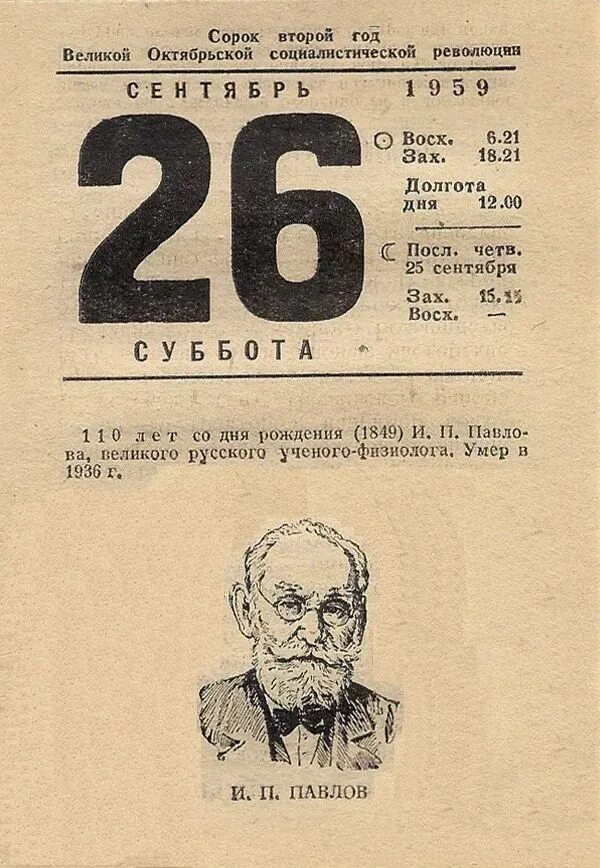 Сорок второй год
Великой Октябрьской социалистической революции
СЕНТЯБРЬ 1959
26
Восх. 6.21
Зах. 18.21
Долгота
дня 12.00
Посл. четв.
25 сентября
Зах. 15.15
Восх. —
СУББОТА
110 лет со дня рождения (1849) И. П. Павло-
ва, великого русского ученого-физиолога. Умер в
1936 г.
И. П. ПАВЛОВ